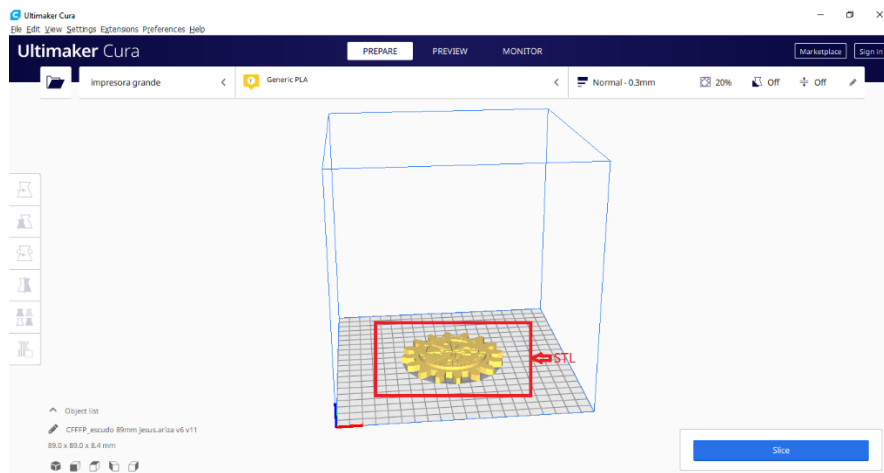 Ultimaker Cura
File Edit View Settings Extensions Preferences Help
Ultimaker Cura PREPARE PREVIEW MONITOR Marketplace Sign in
impresora grande Generic PLA Normal - 0.3mm 20% Off Off
STL
Object list
CFFFP_escudo 89mm jesus.ariza v6 v11
89.0 x 89.0 x 8.4 mm
Slice